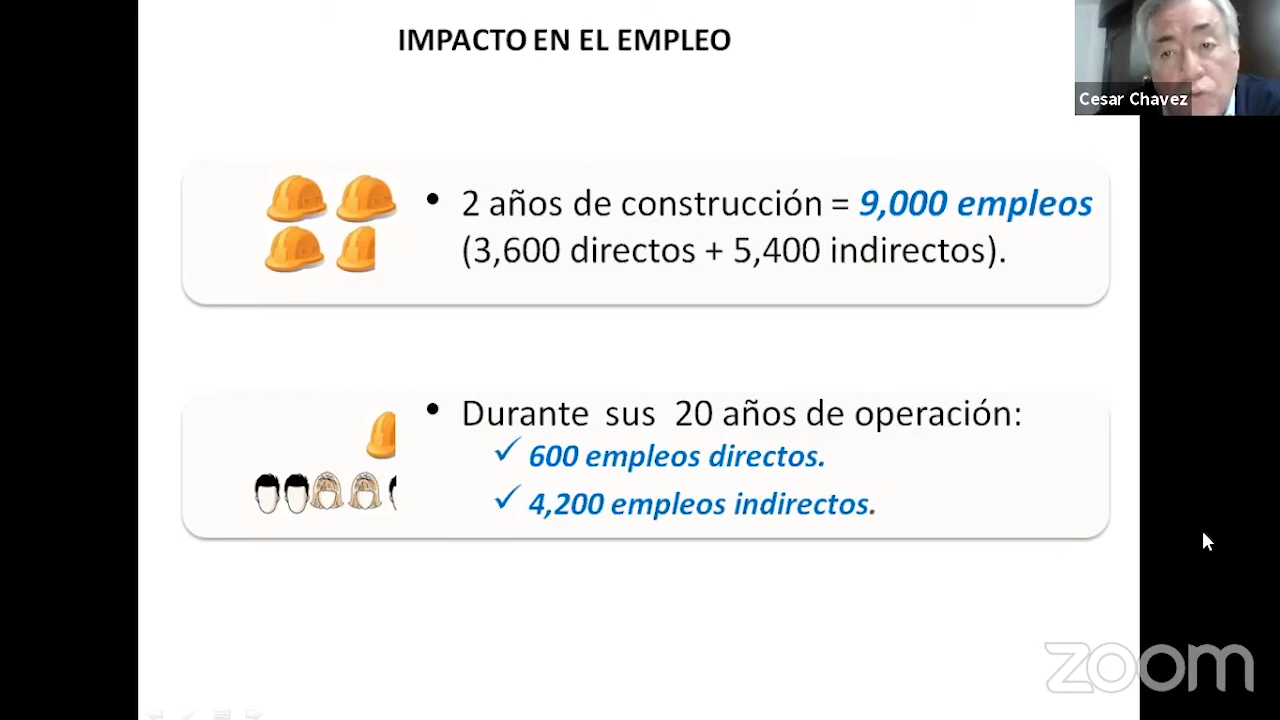 IMPACTO EN EL EMPLEO
Cesar Chavez
• 2 años de construcción = 9,000 empleos
(3,600 directos + 5,400 indirectos).
• Durante sus 20 años de operación:
✓ 600 empleos directos.
✓ 4,200 empleos indirectos.
zoom